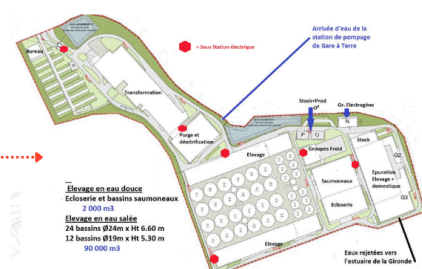 Arrivée d'eau de la
station de pompage
de Gare à Terre
= Sous Station électrique
Bureau
Transformation
Stock+Prod
O²
Gr. Electrogène
P
O
N
Purge et
dénitrification
Elevage
Groupes Froid
Stock
G2
Saumoneaux
Epuration
Elevage +
domestique
Ecloserie
G3
Elevage
Elevage en eau douce
Ecloserie et bassins saumoneaux
2 000 m3
Elevage en eau salée
24 bassins Ø24m x Ht 6.60 m
12 bassins Ø19m x Ht 5.30 m
90 000 m3
Eaux rejetées vers
l'estuaire de la Gironde